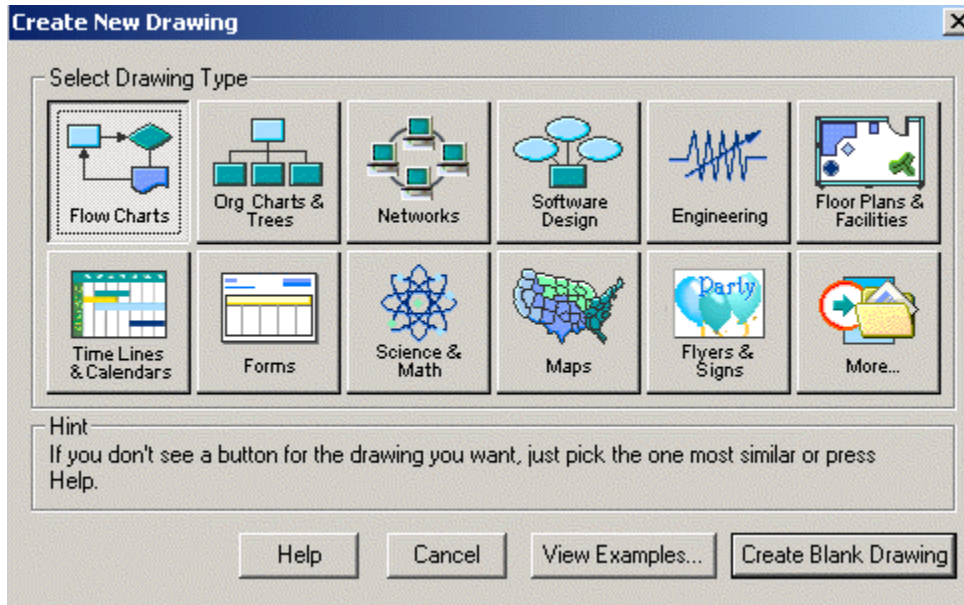 Create New Drawing
Select Drawing Type
Flow Charts
Org Charts &
Trees
Networks
Software
Design
Engineering
Floor Plans &
Facilities
Time Lines
& Calendars
Forms
Science &
Math
Maps
Party
Flyers &
Signs
More...
Hint
If you don't see a button for the drawing you want, just pick the one most similar or press
Help.
Help
Cancel
View Examples...
Create Blank Drawing